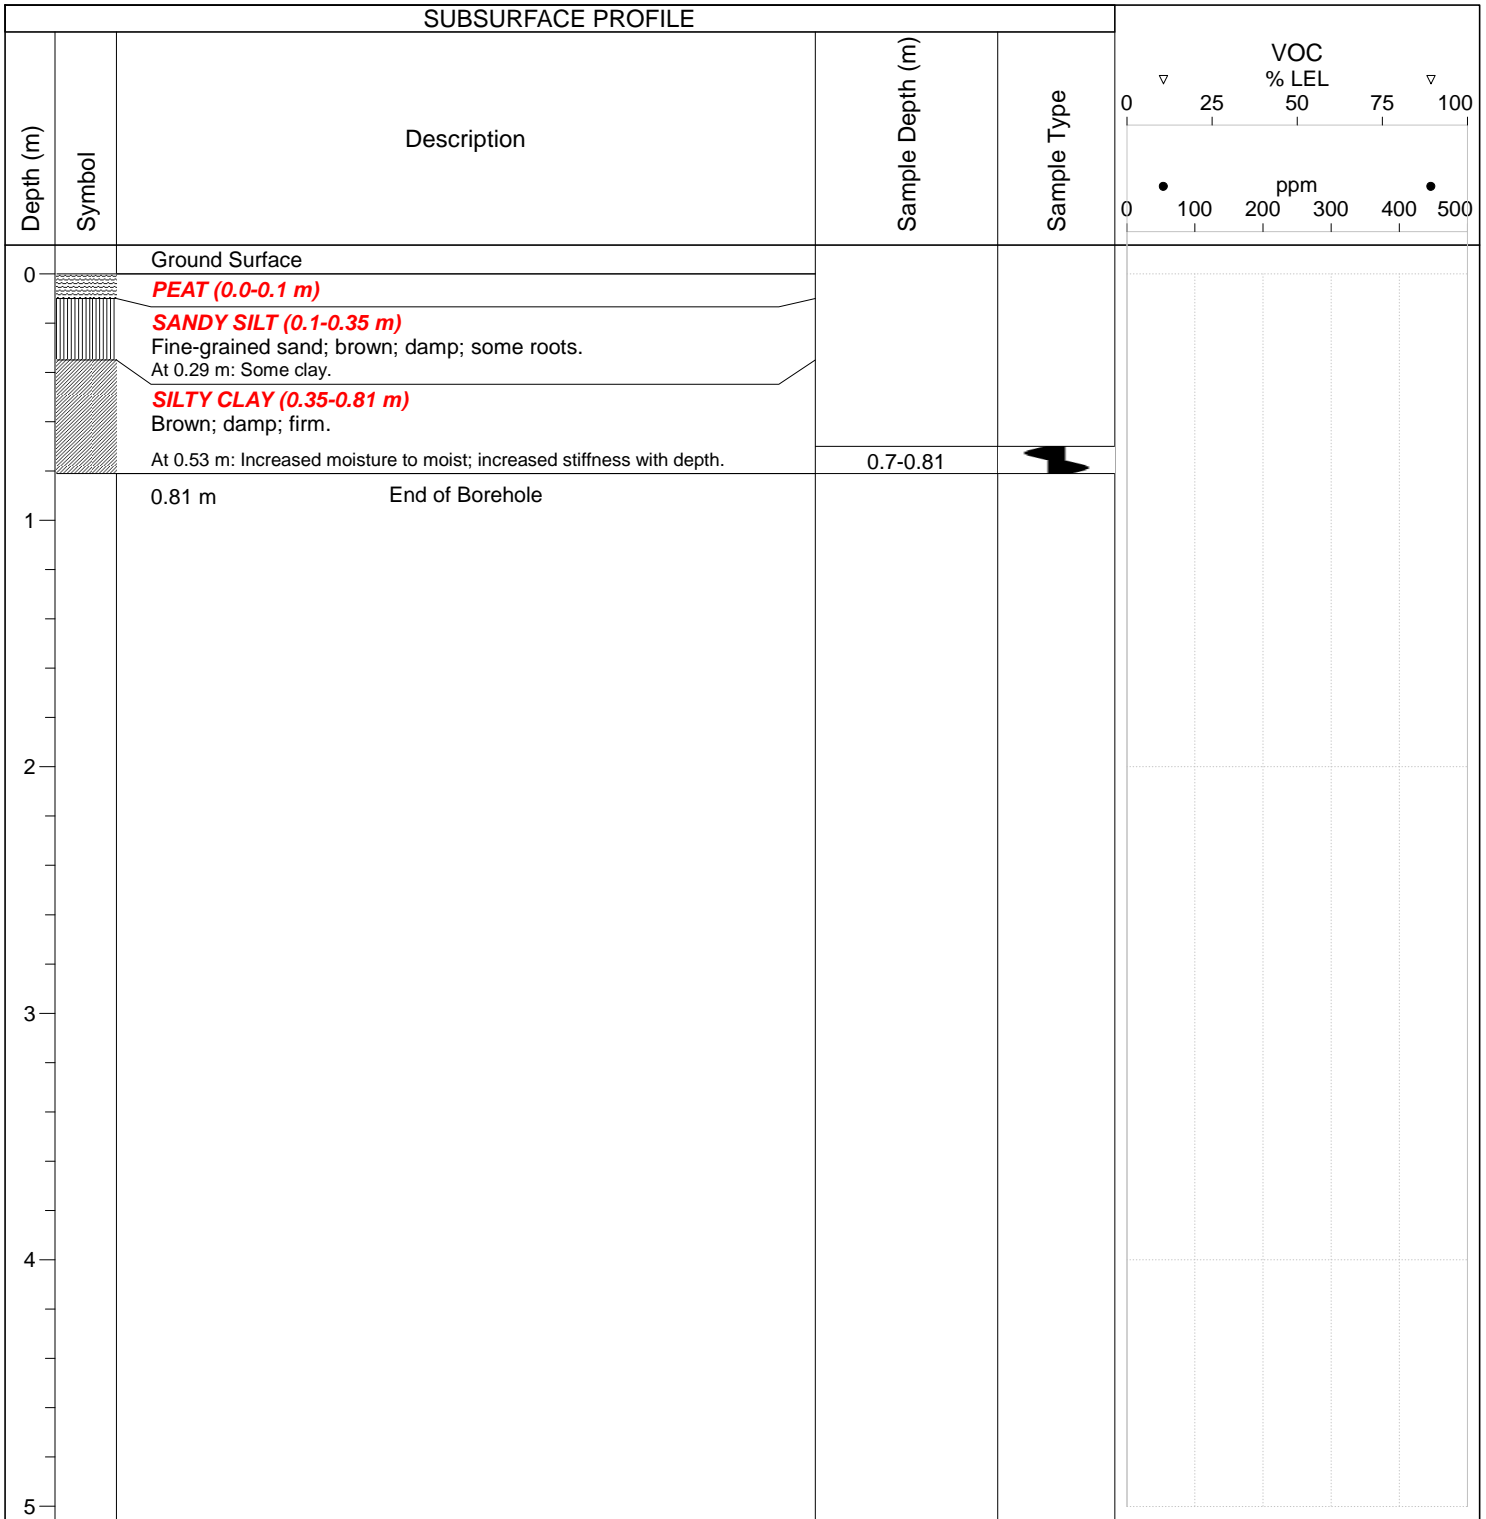 SUBSURFACE PROFILE
Depth (m)
Symbol
Description
Sample Depth (m)
Sample Type
VOC
% LEL
0 25 50 75 100
ppm
0 100 200 300 400 500
Ground Surface
0
PEAT (0.0-0.1 m)
SANDY SILT (0.1-0.35 m)
Fine-grained sand; brown; damp; some roots.
At 0.29 m: Some clay.
SILTY CLAY (0.35-0.81 m)
Brown; damp; firm.
At 0.53 m: Increased moisture to moist; increased stiffness with depth.
0.7-0.81
0.81 m End of Borehole
1
2
3
4
5